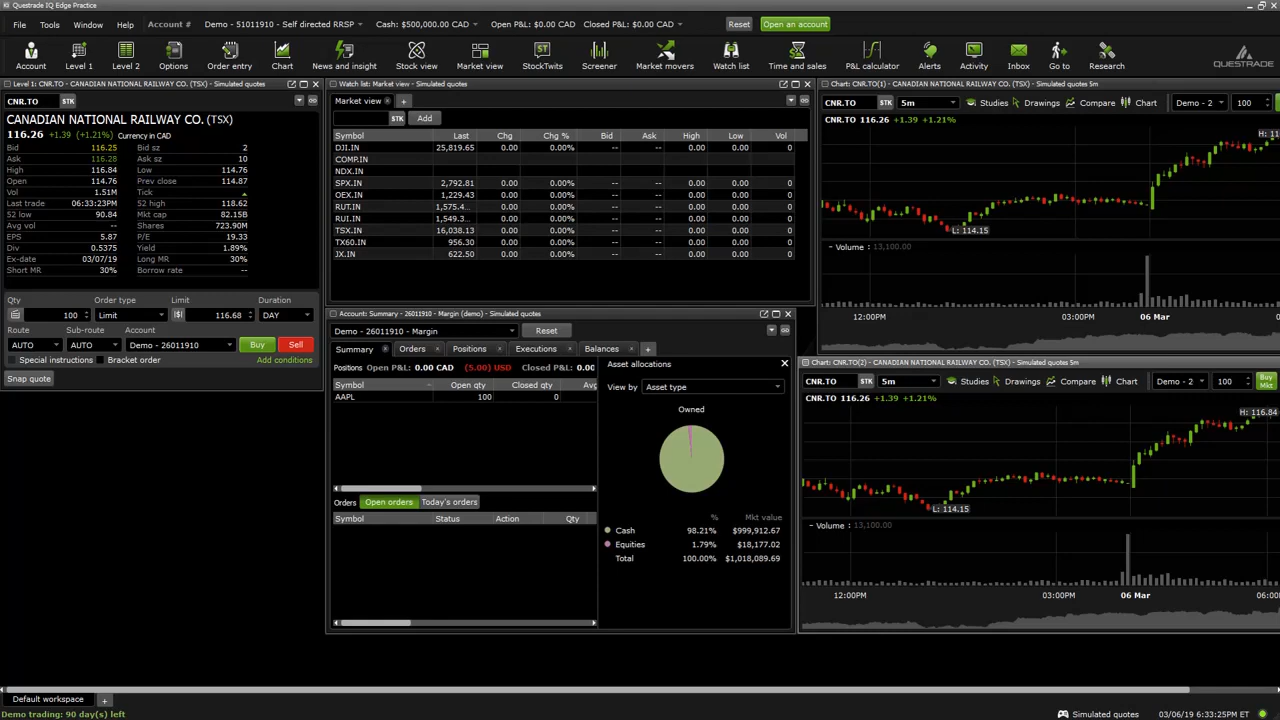 Questrade IQ Edge Practice
File Tools Window Help Account # Demo - 51011910 - Self directed RRSP Cash: $500,000.00 CAD Open P&L: $0.00 CAD Closed P&L: $0.00 CAD Reset Open an account
Account Level 1 Level 2 Options Order entry Chart News and insight Stock view Market view StockTwits Screener Market movers Watch list Time and sales P&L calculator Alerts Activity Inbox Go to Research
QUESTRADE
Level 1: CNR.TO - CANADIAN NATIONAL RAILWAY CO. (TSX) - Simulated quotes
CNR.TO STK
CANADIAN NATIONAL RAILWAY CO. (TSX)
116.26 +1.39 (+1.21%) Currency in CAD
Bid 116.25 Bid sz 2
Ask 116.28 Ask sz 10
High 116.84 Low 114.76
Open 114.76 Prev close 114.87
Vol 1.51M Tick
Last trade 06:33:23PM 52 high 118.62
52 low 90.84 Mkt cap 82.15B
Avg vol -- Shares 723.90M
EPS 5.87 P/E 19.33
Div 0.5375 Yield 1.89%
Ex-date 03/07/19 Long MR 30%
Short MR 30% Borrow rate --
Qty Order type Limit Duration
100 Limit 116.68 DAY
Route Sub-route Account
AUTO AUTO Demo - 26011910 Buy Sell
Special instructions Bracket order Add conditions
Snap quote
Watch list: Market view - Simulated quotes
Market view +
STK Add
Symbol Last Chg Chg % Bid Ask High Low Vol
DJI.IN 25,819.65 0.00 0.00% -- -- 0.00 0.00 0
COMP.IN
NDX.IN
SPX.IN 2,792.81 0.00 0.00% -- -- 0.00 0.00 0
OEX.IN 1,229.43 0.00 0.00% -- -- 0.00 0.00 0
RUT.IN 1,575.4... 0.00 0.00% -- -- 0.00 0.00 0
RUI.IN 1,549.3... 0.00 0.00% -- -- 0.00 0.00 0
TSX.IN 16,038.13 0.00 0.00% -- -- 0.00 0.00 0
TX60.IN 956.30 0.00 0.00% -- -- 0.00 0.00 0
JX.IN 622.50 0.00 0.00% -- -- 0.00 0.00 0
Account: Summary - 26011910 - Margin (demo) - Simulated quotes
Demo - 26011910 - Margin Reset
Summary Orders Positions Executions Balances +
Positions Open P&L: 0.00 CAD (5.00) USD Closed P&L: 0.00
Symbol Open qty Closed qty Avg
AAPL 100 0
Orders Open orders Today's orders
Symbol Status Action Qty
Asset allocations
View by Asset type
Owned
% Mkt value
Cash 98.21% $999,912.67
Equities 1.79% $18,177.02
Total 100.00% $1,018,089.69
Chart: CNR.TO(1) - CANADIAN NATIONAL RAILWAY CO. (TSX) - Simulated quotes 5m
CNR.TO STK 5m Studies Drawings Compare Chart Demo - 2 100
CNR.TO 116.26 +1.39 +1.21%
H: 11
L: 114.15
- Volume : 13,100.00
12:00PM 03:00PM 06 Mar
Chart: CNR.TO(2) - CANADIAN NATIONAL RAILWAY CO. (TSX) - Simulated quotes 5m
CNR.TO STK 5m Studies Drawings Compare Chart Demo - 2 100 Buy Mkt
CNR.TO 116.26 +1.39 +1.21%
H: 116.84
L: 114.15
- Volume : 13,100.00
12:00PM 03:00PM 06 Mar 06:00
Default workspace +
Demo trading: 90 day(s) left Simulated quotes 03/06/19 6:33:25PM ET